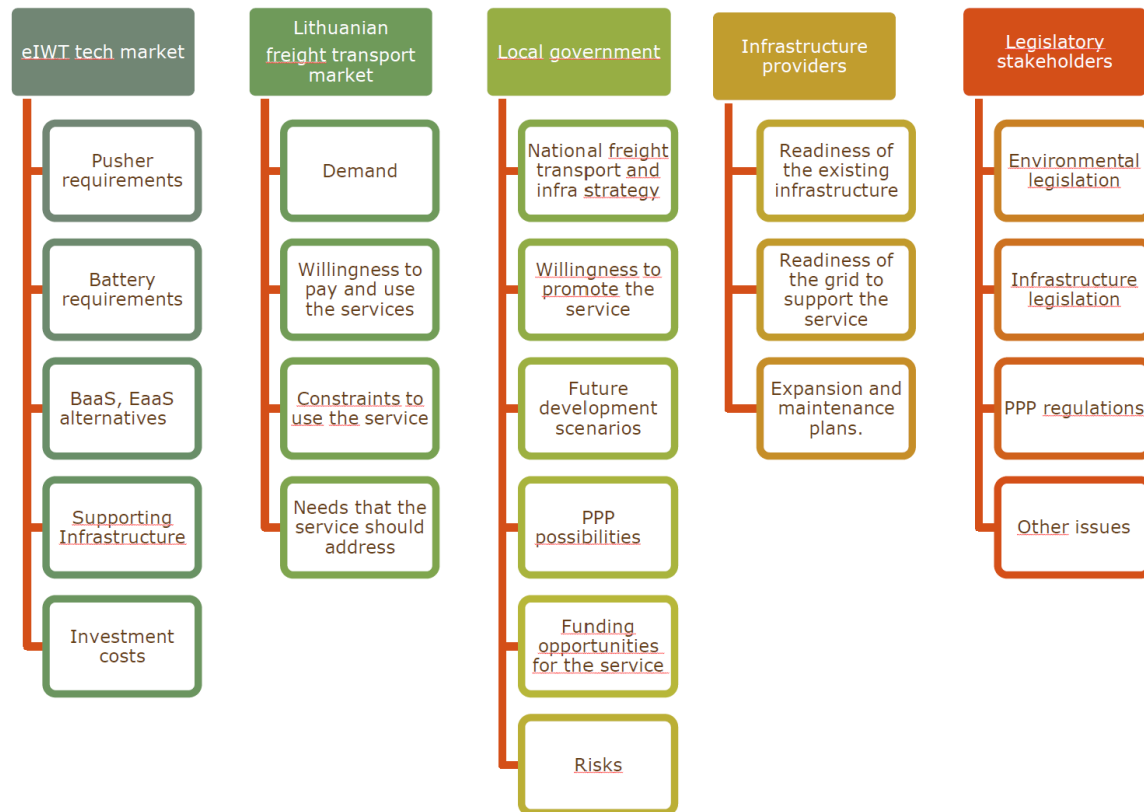 eIWT tech market
Pusher
requirements
Battery
requirements
BaaS, EaaS
alternatives
Supporting
Infrastructure
Investment
costs
Lithuanian
freight transport
market
Demand
Willingness to
pay and use
the services
Constraints to
use the service
Needs that the
service should
address
Local government
National freight
transport and
infra strategy
Willingness to
promote the
service
Future
development
scenarios
PPP
possibilities
Funding
opportunities
for the service
Risks
Infrastructure
providers
Readiness of
the existing
infrastructure
Readiness of
the grid to
support the
service
Expansion and
maintenance
plans.
Legislatory
stakeholders
Environmental
legislation
Infrastructure
legislation
PPP regulations
Other issues